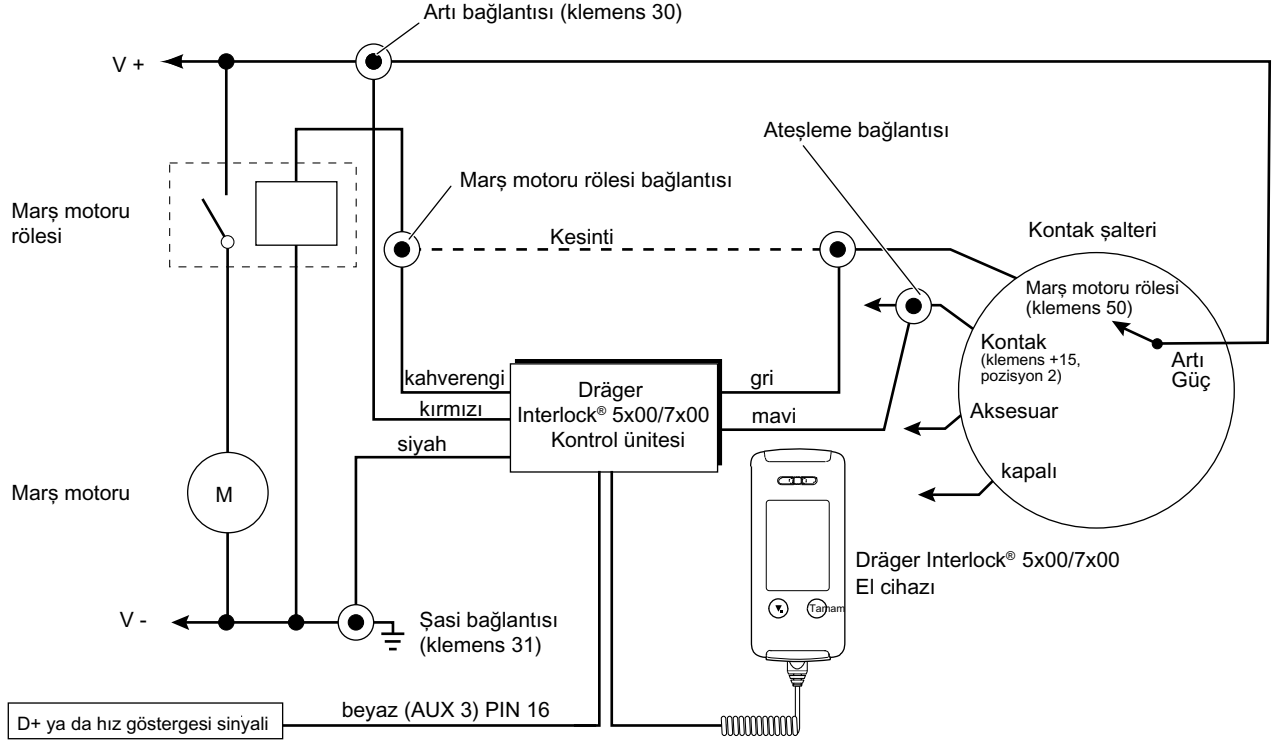 Artı bağlantısı (klemens 30)
V +
Ateşleme bağlantısı
Marş motoru rölesi bağlantısı
Marş motoru
rölesi
Kesinti
Kontak şalteri
Marş motoru rölesi
(klemens 50)
Kontak
(klemens +15,
pozisyon 2)
Artı
Güç
Aksesuar
kapalı
kahverengi
kırmızı
siyah
Dräger
Interlock® 5x00/7x00
Kontrol ünitesi
gri
mavi
Marş motoru
M
Dräger Interlock® 5x00/7x00
El cihazı
Tamam
V -
Şasi bağlantısı
(klemens 31)
beyaz (AUX 3) PIN 16
D+ ya da hız göstergesi sinyali